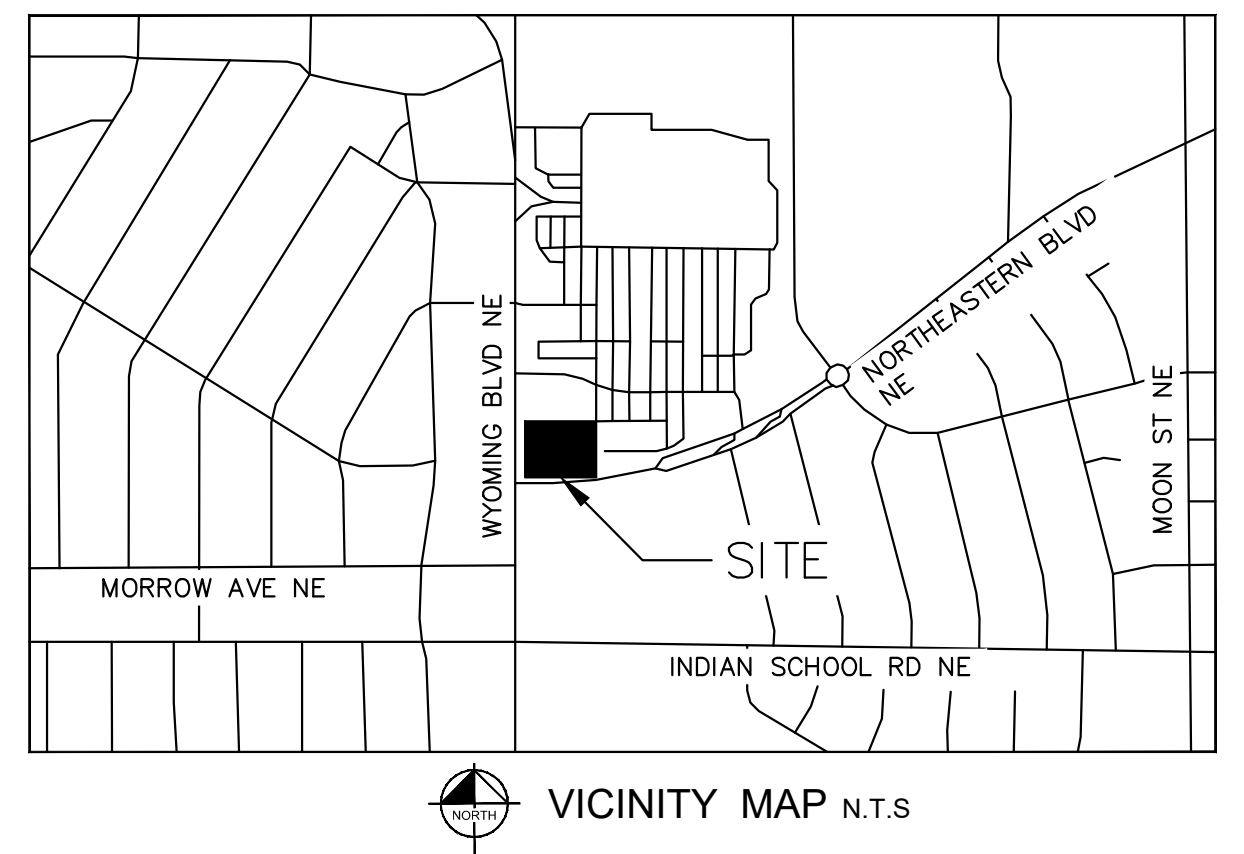 NORTHEASTERN BLVD
NE
WYOMING BLVD NE
MOON ST NE
SITE
MORROW AVE NE
INDIAN SCHOOL RD NE
NORTH
VICINITY MAP N.T.S